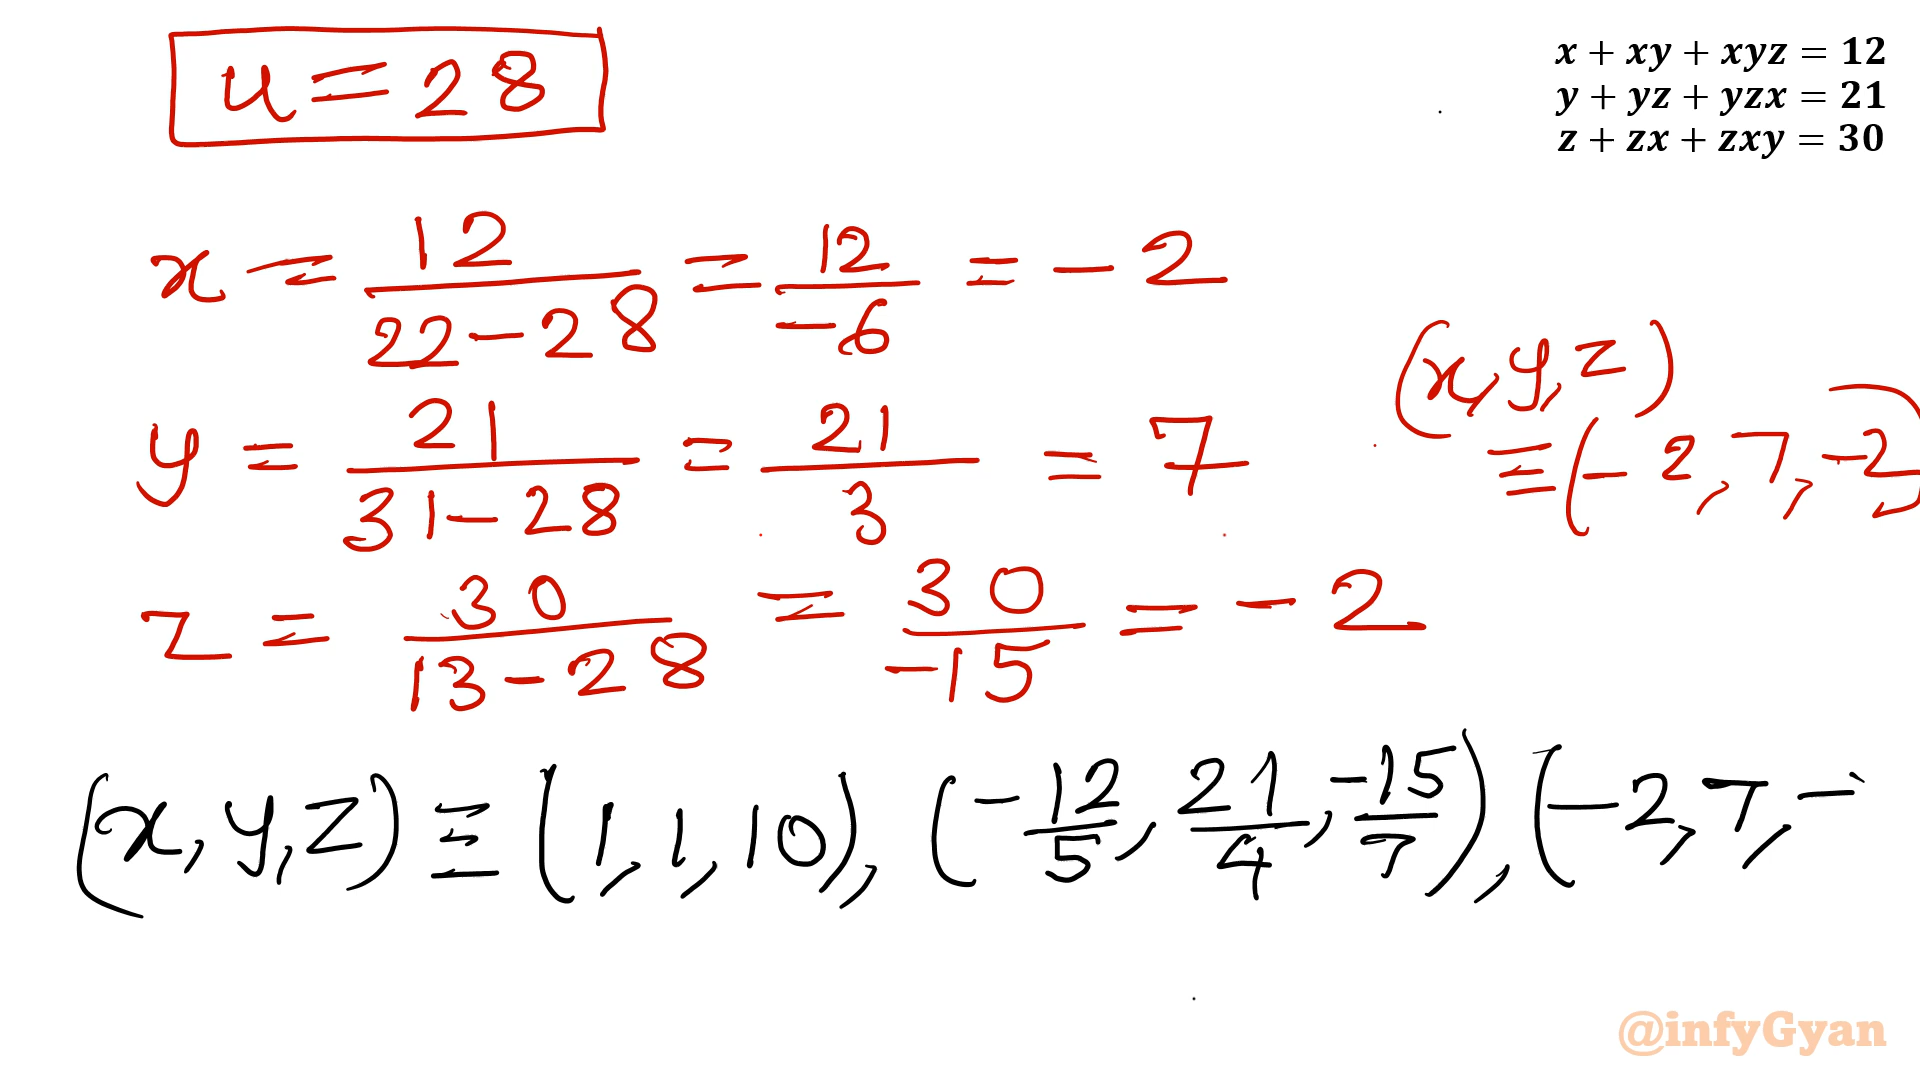 u = 28
x + xy + xyz = 12
y + yz + yzx = 21
z + zx + zxy = 30
x = 12/(22 - 28) = 12/-6 = -2
y = 21/(31 - 28) = 21/3 = 7
(x, y, z)
≡ (-2, 7, -2)
z = 30/(13 - 28) = 30/-15 = -2
(x, y, z) ≡ (1, 1, 10), (-12/5, 21/4, -15/7), (-2, 7, -
@infyGyan